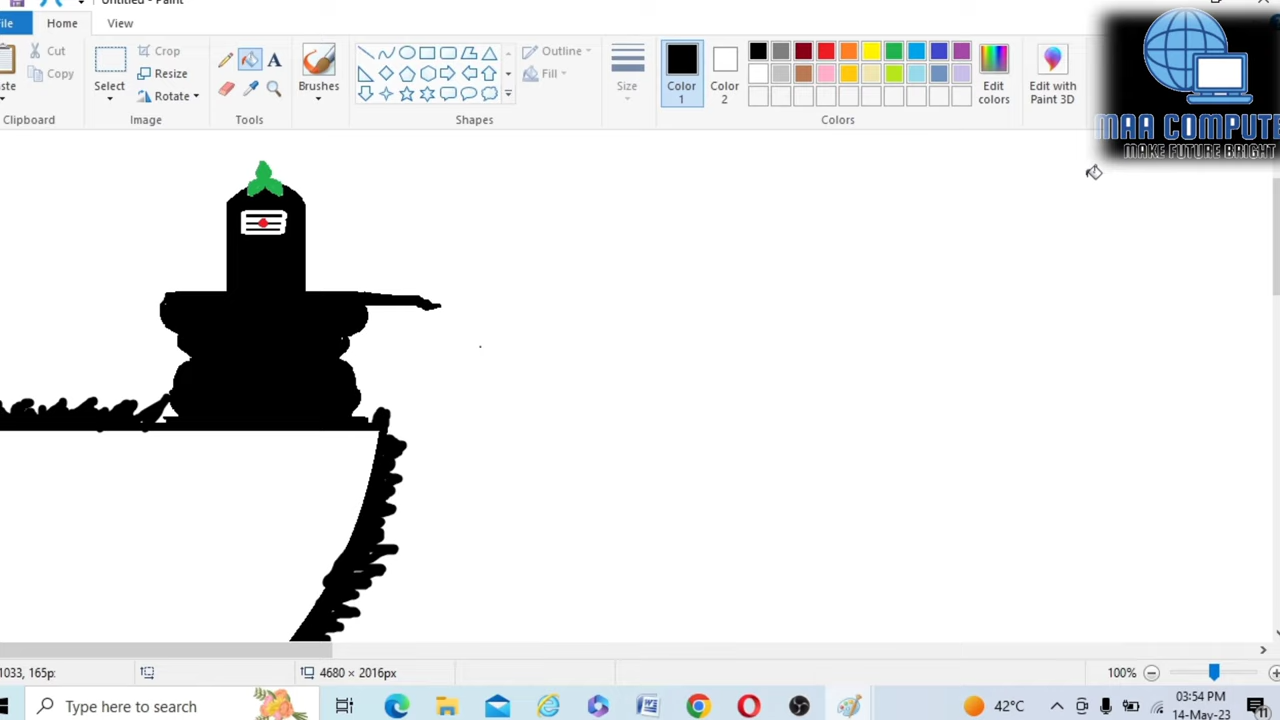 Untitled - Paint
File
Home
View
Cut
Copy
Clipboard
Select
Crop
Resize
Rotate
Image
Tools
Brushes
Shapes
Outline
Fill
Size
Color 1
Color 2
Colors
Edit colors
Edit with Paint 3D
MAA COMPUTE
MAKE FUTURE BRIGHT
1033, 165p
4680 × 2016px
100%
Type here to search
42°C
03:54 PM
14-May-23
11